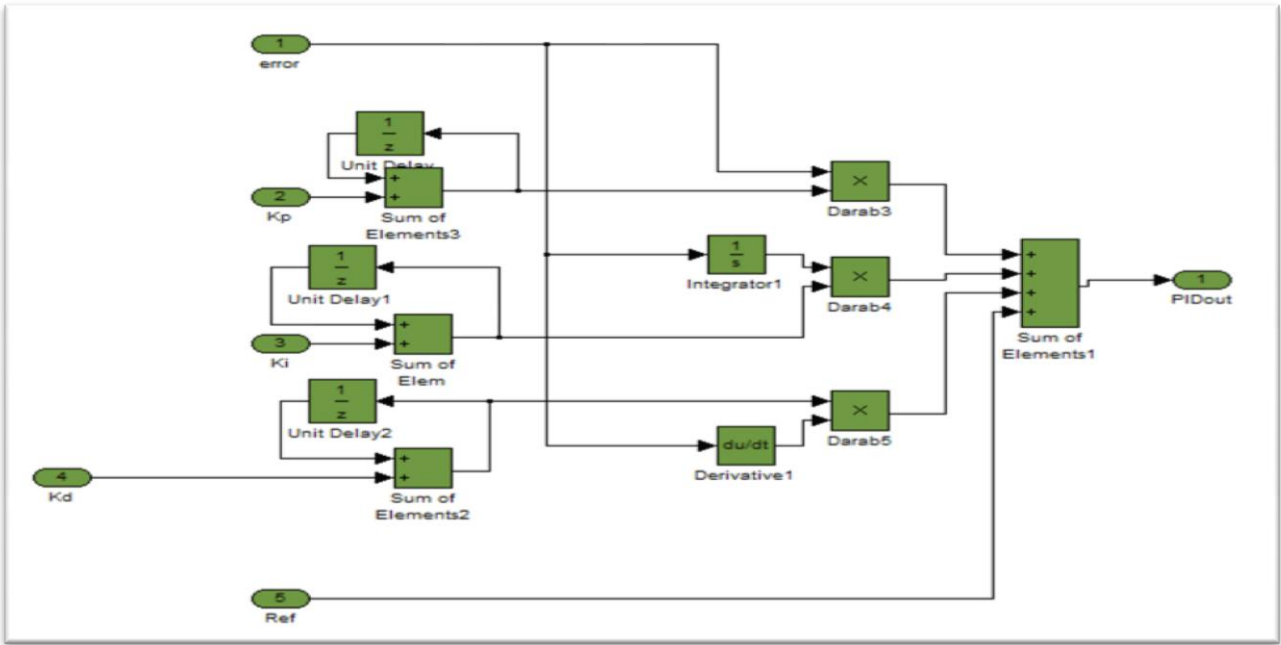 1
error
1
z
Unit Delay
+
+
2
Kp
Sum of
Elements3
×
Darab3
1
z
Unit Delay1
1
s
Integrator1
×
Darab4
+
+
+
+
Sum of
Elements1
1
PIDout
+
+
3
Ki
Sum of
Elem
1
z
Unit Delay2
×
Darab5
du/dt
Derivative1
+
+
4
Kd
Sum of
Elements2
5
Ref